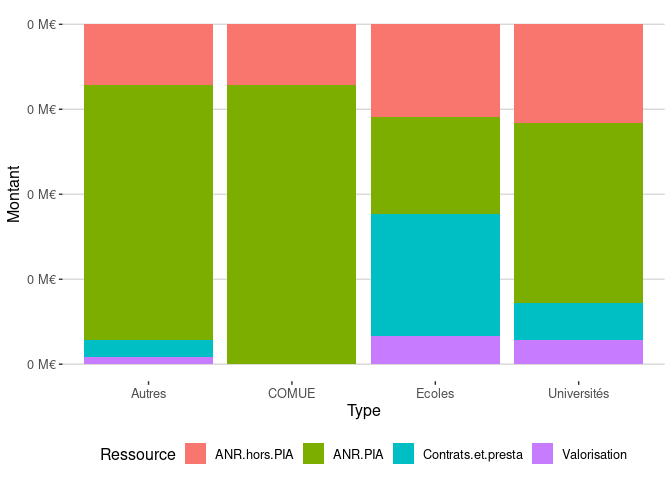 0 M€
0 M€
0 M€
0 M€
0 M€
Montant
Autres COMUE Ecoles Universités
Type
Ressource ANR.hors.PIA ANR.PIA Contrats.et.presta Valorisation